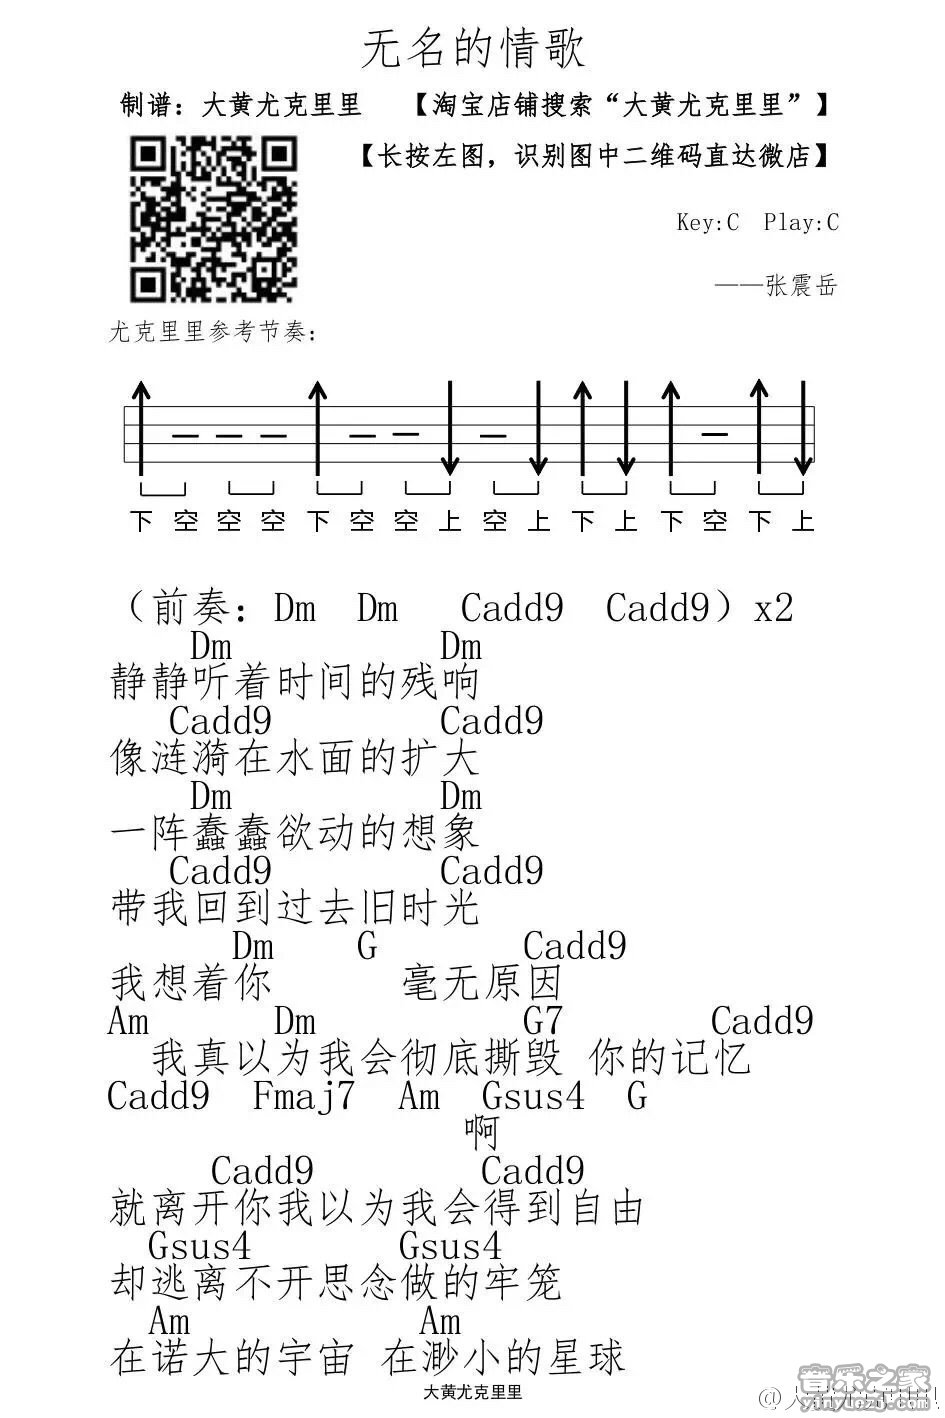 无名的情歌
制谱：大黄尤克里里 【淘宝店铺搜索“大黄尤克里里”】
【长按左图，识别图中二维码直达微店】
Key:C Play:C
——张震岳
尤克里里参考节奏：
下 空 空 空 下 空 空 上 空 上 下 上 下 空 下 上
（前奏：Dm Dm Cadd9 Cadd9）x2
Dm Dm
静静听着时间的残响
Cadd9 Cadd9
像涟漪在水面的扩大
Dm Dm
一阵蠢蠢欲动的想象
Cadd9 Cadd9
带我回到过去旧时光
Dm G Cadd9
我想着你 毫无原因
Am Dm G7 Cadd9
我真以为我会彻底撕毁 你的记忆
Cadd9 Fmaj7 Am Gsus4 G
啊
Cadd9 Cadd9
就离开你我以为我会得到自由
Gsus4 Gsus4
却逃离不开思念做的牢笼
Am Am
在诺大的宇宙 在渺小的星球
大黄尤克里里
音乐之家
yinyuezj.com